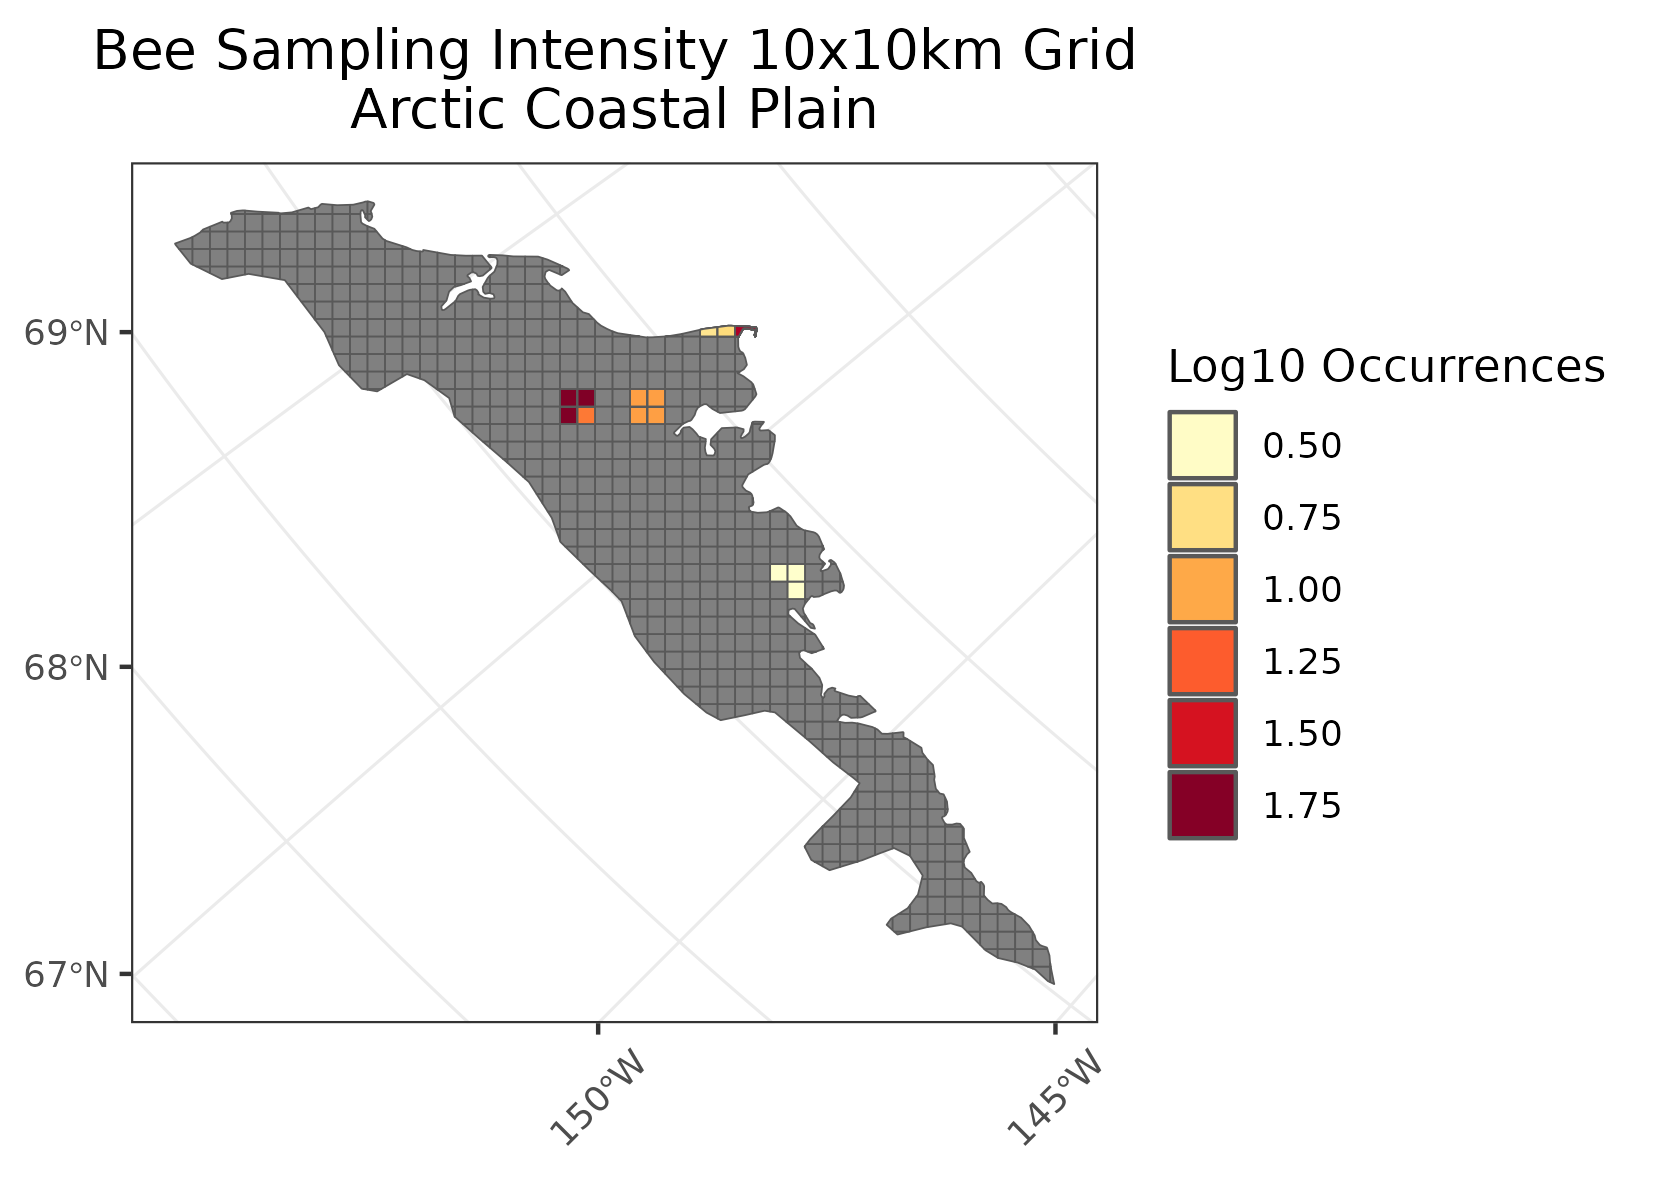 Bee Sampling Intensity 10x10km Grid
Arctic Coastal Plain
69°N
68°N
67°N
150°W
145°W
Log10 Occurrences
0.50
0.75
1.00
1.25
1.50
1.75